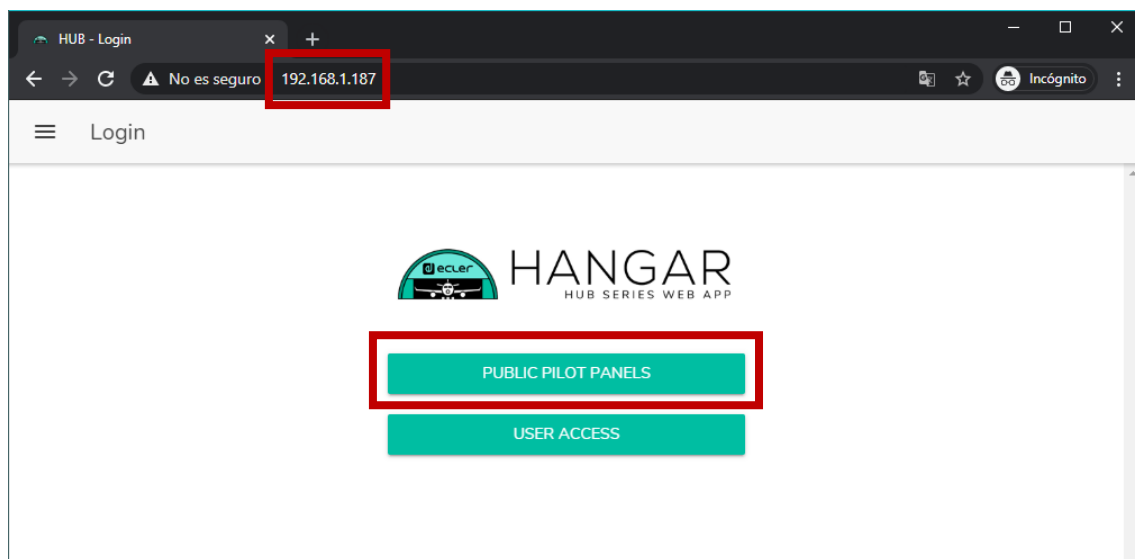 HUB - Login
No es seguro 192.168.1.187 Incógnito
Login
ecler HANGAR
HUB SERIES WEB APP
PUBLIC PILOT PANELS
USER ACCESS